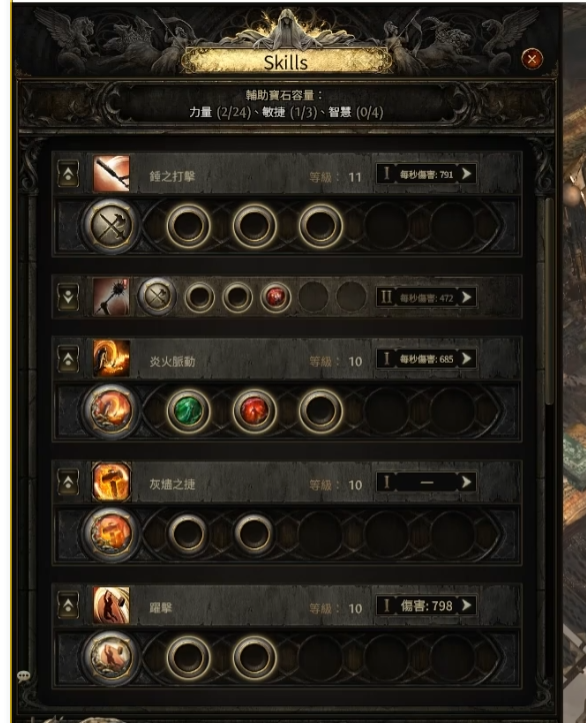 Skills
輔助寶石容量：
力量 (2/24)、敏捷 (1/3)、智慧 (0/4)
錘之打擊 等級： 11 I 每秒傷害: 791
II 每秒傷害: 472
炎火脈動 等級： 10 I 每秒傷害: 685
灰燼之捷 等級： 10 I —
躍擊 等級： 10 I 傷害: 798